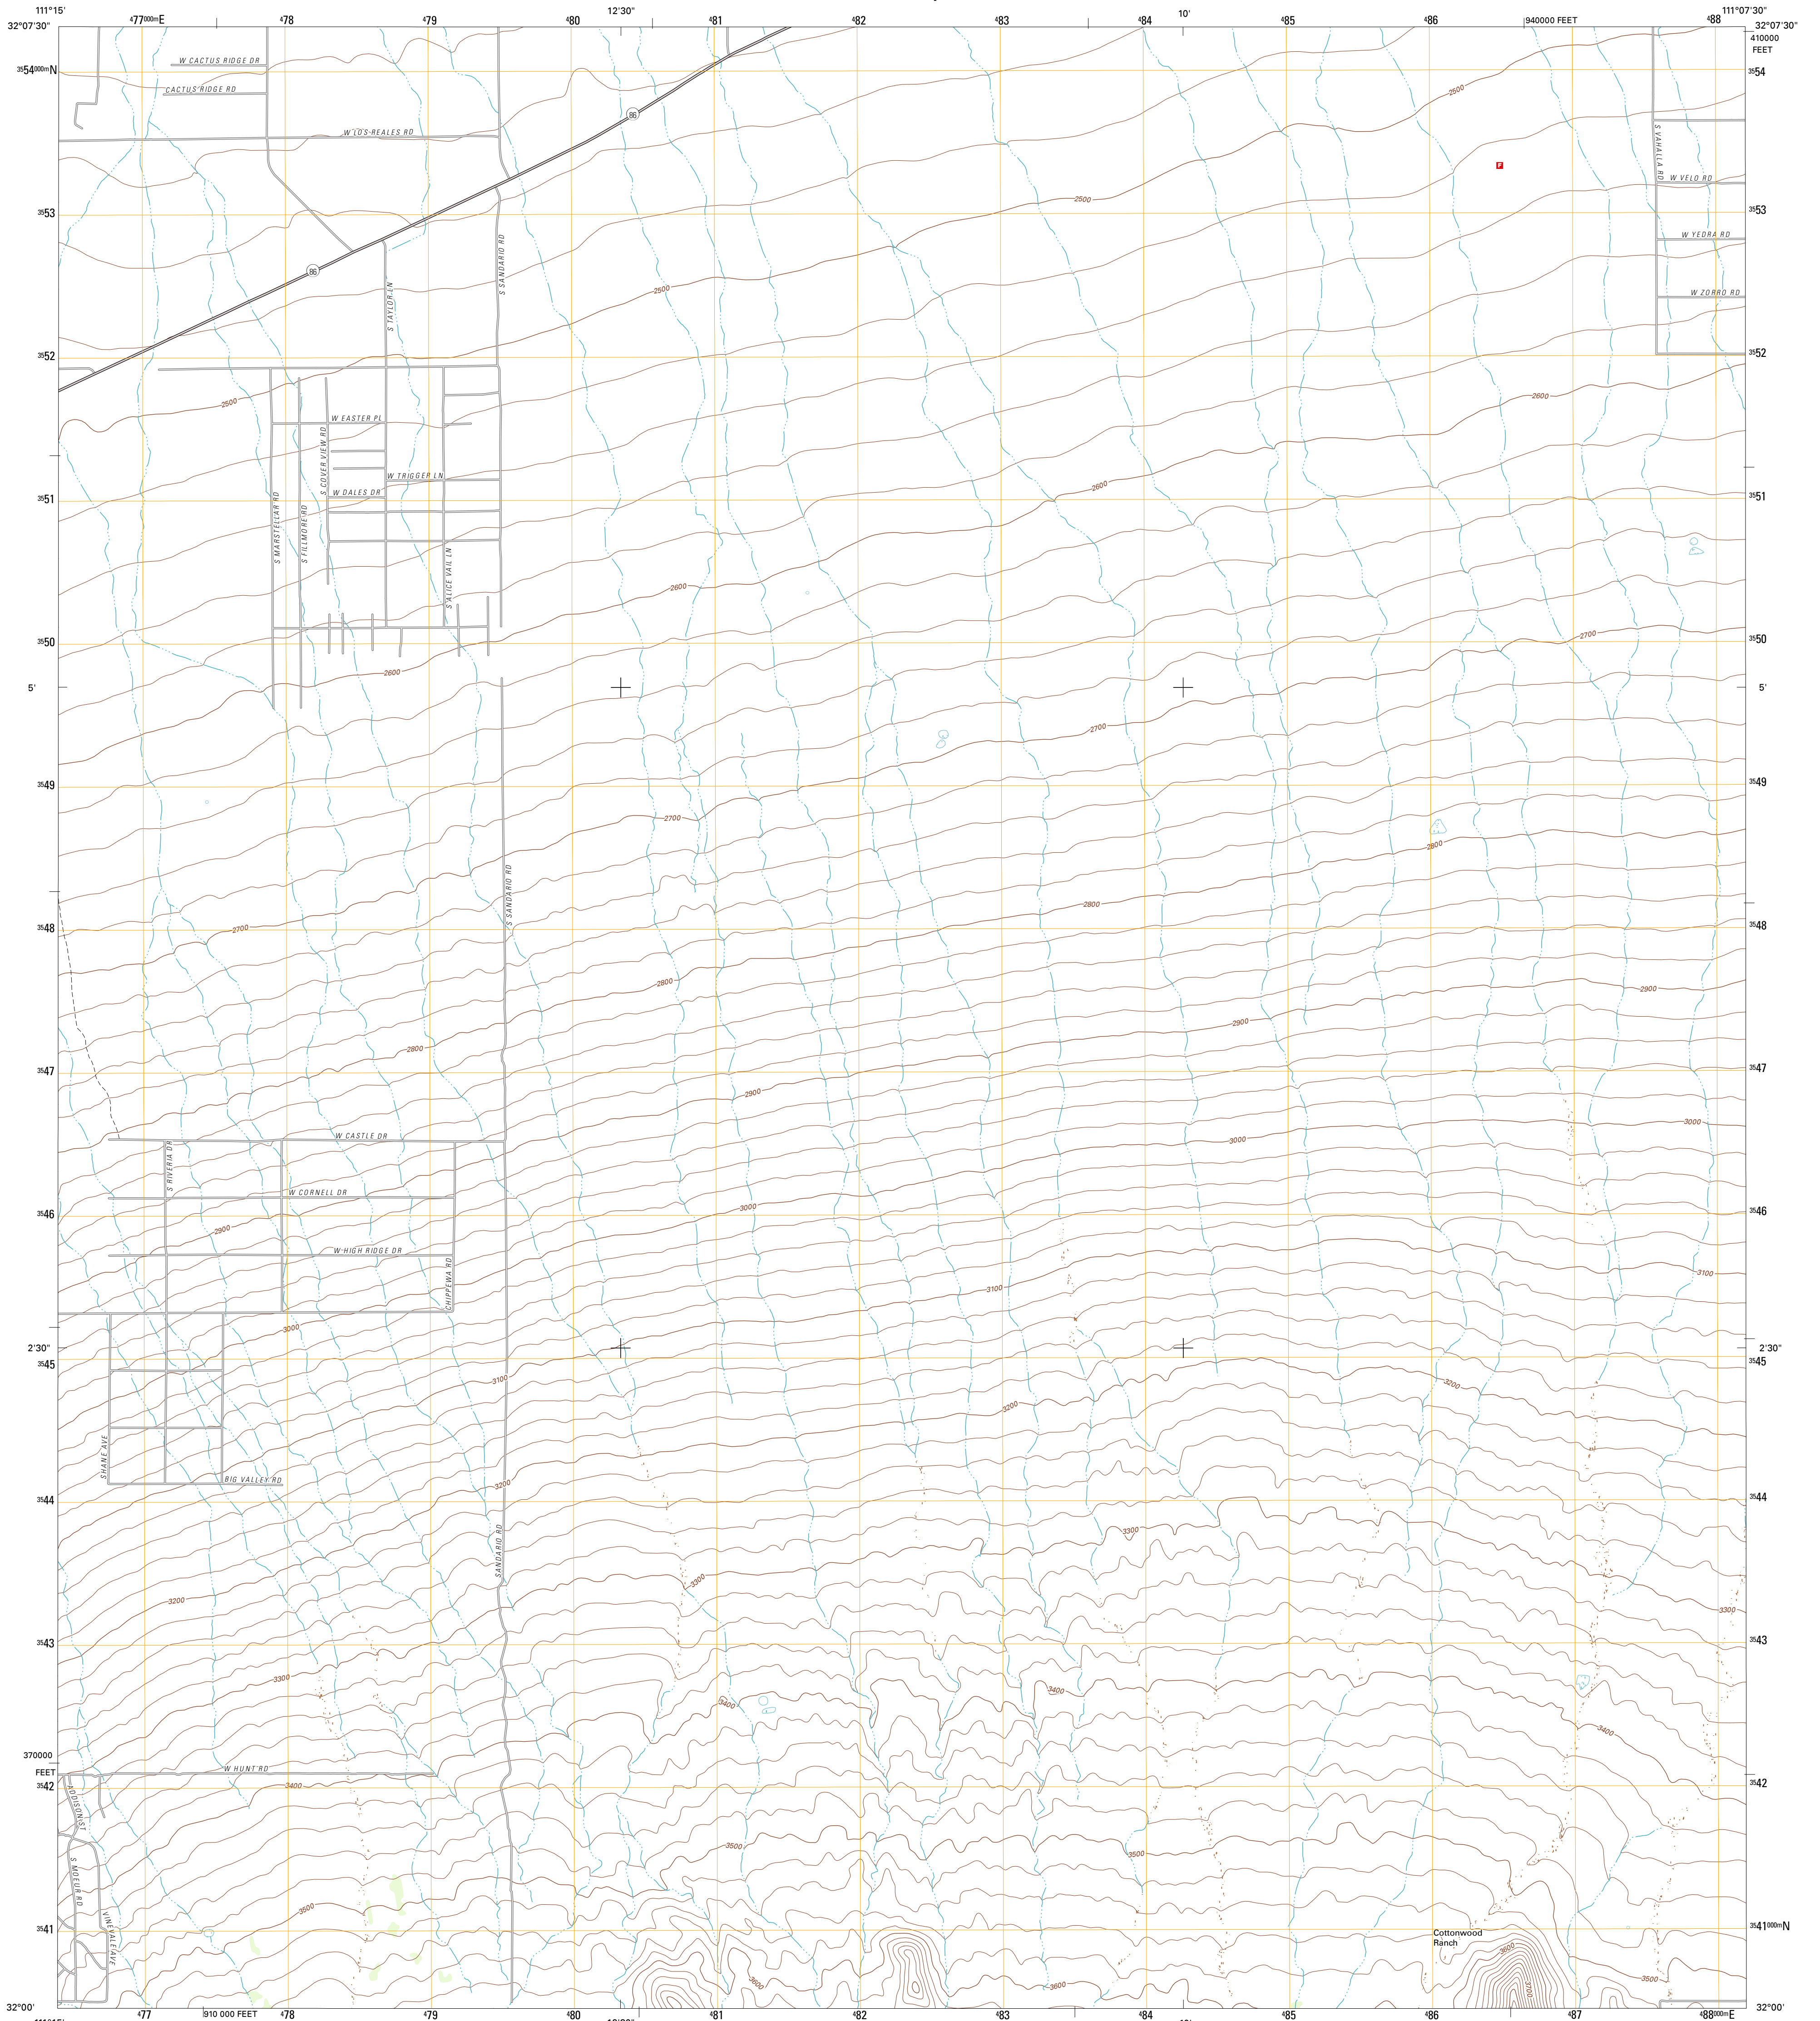 111°15'
⁴77⁰⁰⁰ᵐE
⁴78
⁴79
12'30"
⁴80
⁴81
⁴82
⁴83
⁴84
10'
⁴85
⁴86
940000 FEET
⁴88
111°07'30"
32°07'30"
32°07'30"
410000
FEET
³⁵54⁰⁰⁰ᵐN
³⁵54
W CACTUS RIDGE DR
CACTUS RIDGE RD
2500
86
W LOS REALES RD
S VAHALLA RD
F
W VELO RD
2500
³⁵53
³⁵53
W YEDRA RD
S SANDARIO RD
86
S TAYLOR LN
2500
W ZORRO RD
³⁵52
³⁵52
2500
2600
W EASTER PL
S COVER VIEW RD
W TRIGGER LN
2600
W DALES DR
³⁵51
³⁵51
S MARSTELLAR RD
S FILLMORE RD
S ALICE VAIL LN
2600
³⁵50
³⁵50
2700
2600
5'
5'
2700
³⁵49
³⁵49
2700
2800
S SANDARIO RD
2800
2700
³⁵48
³⁵48
2800
2900
2900
2800
³⁵47
³⁵47
2900
3000
W CASTLE DR
3000
S RIVERIA DR
W CORNELL DR
3000
³⁵46
³⁵46
2900
W HIGH RIDGE DR
CHIPPEWA RD
3100
3100
3000
2'30"
2'30"
³⁵45
³⁵45
3100
3200
3200
SHANE AVE
BIG VALLEY RD
3200
³⁵44
³⁵44
SANDARIO RD
3300
3300
3200
3300
³⁵43
³⁵43
3300
3400
3400
3400
370000
FEET
W HUNT RD
³⁵42
³⁵42
3400
ADDISON ST
3500
3500
S MOEUR RD
3500
VINEVALE AVE
³⁵41
³⁵41⁰⁰⁰ᵐN
Cottonwood
Ranch
3600
3500
3600
3600
3700
32°00'
32°00'
⁴77
910 000 FEET
⁴78
⁴79
⁴80
⁴81
⁴82
⁴83
⁴84
⁴85
⁴86
⁴87
⁴88⁰⁰⁰ᵐE
111°15'